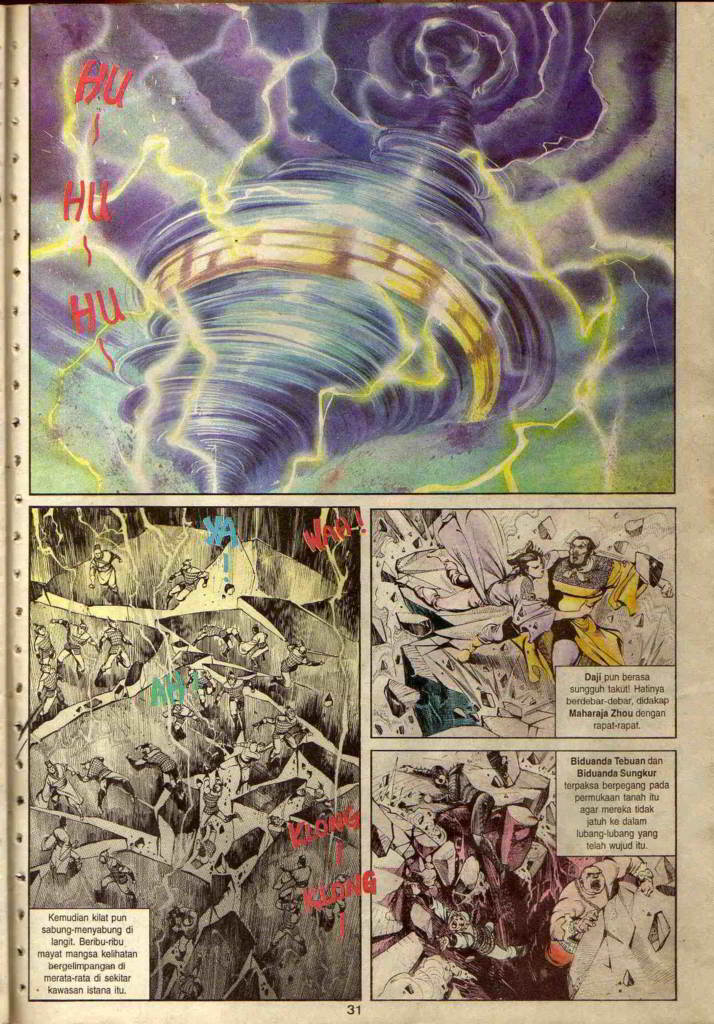 HU
HU
HU
YA
WAH!
AH!
KLONG
KLONG
Daji pun berasa
sungguh takut! Hatinya
berdebar-debar, didakap
Maharaja Zhou dengan
rapat-rapat.
Biduanda Tebuan dan
Biduanda Sungkur
terpaksa berpegang pada
permukaan tanah itu
agar mereka tidak
jatuh ke dalam
lubang-lubang yang
telah wujud itu.
Kemudian kilat pun
sabung-menyabung di
langit. Beribu-ribu
mayat mangsa kelihatan
bergelimpangan di
merata-rata di sekitar
kawasan istana itu.
31